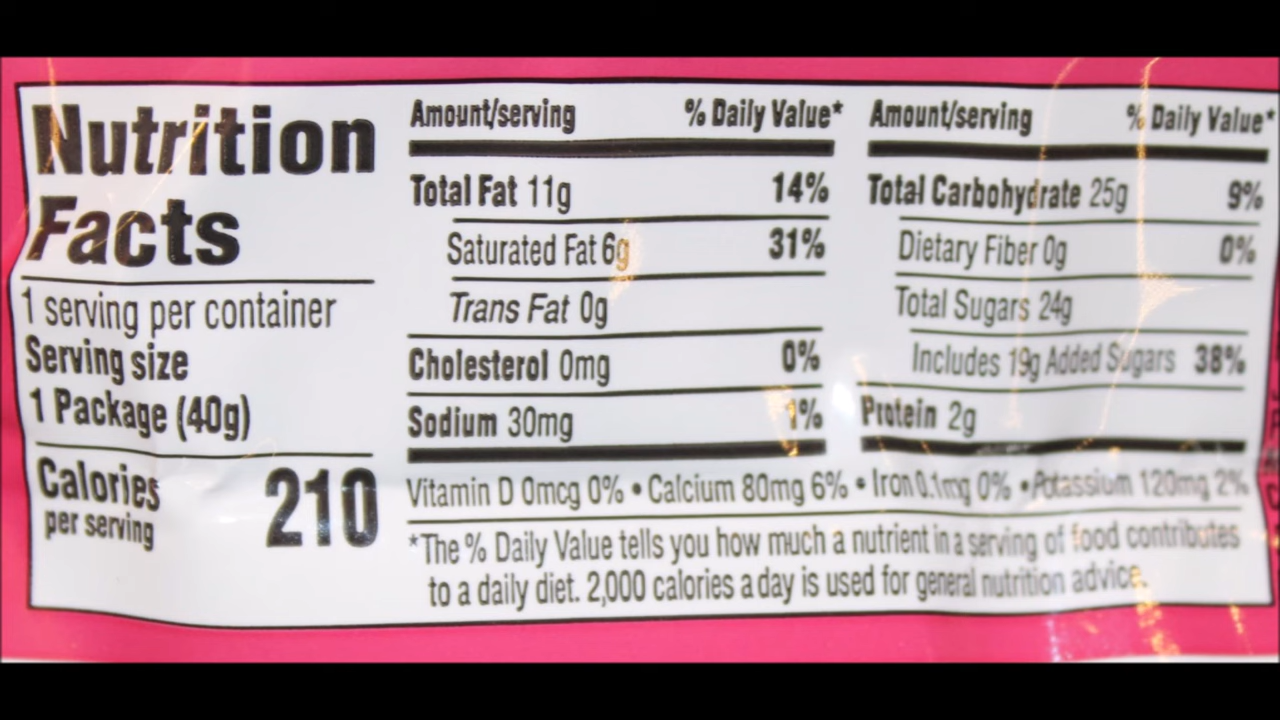 Nutrition
Facts
1 serving per container
Serving size
1 Package (40g)
Calories
per serving
210
Amount/serving % Daily Value*
Total Fat 11g 14%
Saturated Fat 6g 31%
Trans Fat 0g
Cholesterol 0mg 0%
Sodium 30mg 1%
Amount/serving % Daily Value*
Total Carbohydrate 25g 9%
Dietary Fiber 0g 0%
Total Sugars 24g
Includes 19g Added Sugars 38%
Protein 2g
Vitamin D 0mcg 0% • Calcium 80mg 6% • Iron 0.1mg 0% • Potassium 120mg 2%
*The % Daily Value tells you how much a nutrient in a serving of food contributes
to a daily diet. 2,000 calories a day is used for general nutrition advice.